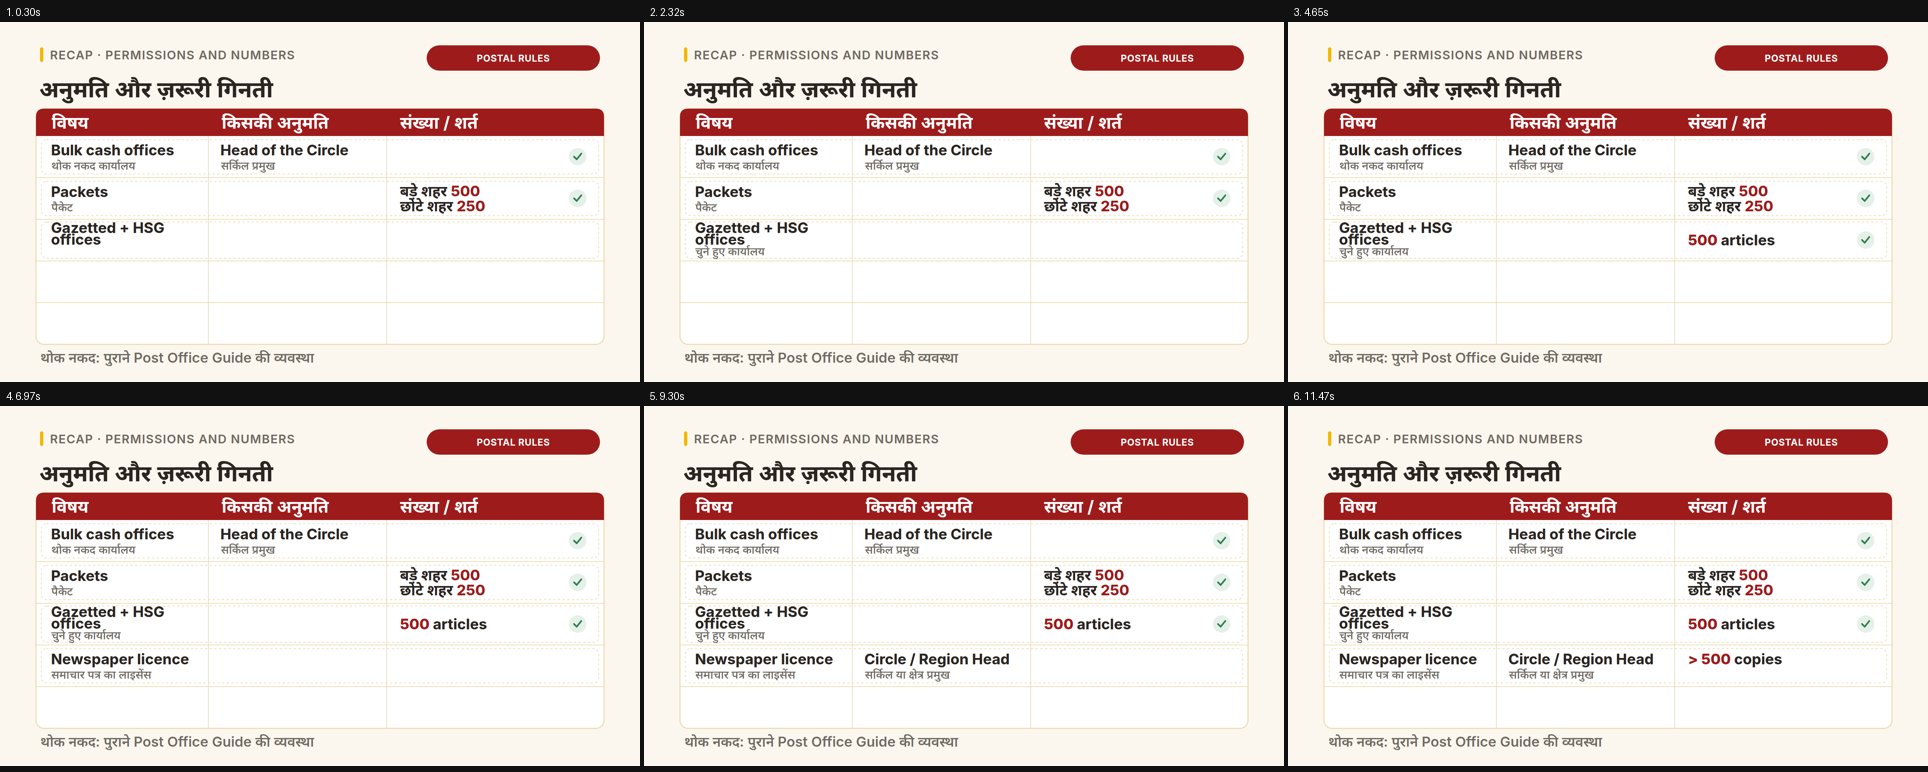 1. 0.30s
RECAP · PERMISSIONS AND NUMBERS
POSTAL RULES
अनुमति और ज़रूरी गिनती
विषय किसकी अनुमति संख्या / शर्त
Bulk cash offices Head of the Circle
थोक नकद कार्यालय सर्किल प्रमुख
Packets बड़े शहर 500
पैकेट छोटे शहर 250
Gazetted + HSG
offices
थोक नकद: पुराने Post Office Guide की व्यवस्था
2. 2.32s
RECAP · PERMISSIONS AND NUMBERS
POSTAL RULES
अनुमति और ज़रूरी गिनती
विषय किसकी अनुमति संख्या / शर्त
Bulk cash offices Head of the Circle
थोक नकद कार्यालय सर्किल प्रमुख
Packets बड़े शहर 500
पैकेट छोटे शहर 250
Gazetted + HSG
offices
चुने हुए कार्यालय
थोक नकद: पुराने Post Office Guide की व्यवस्था
3. 4.65s
RECAP · PERMISSIONS AND NUMBERS
POSTAL RULES
अनुमति और ज़रूरी गिनती
विषय किसकी अनुमति संख्या / शर्त
Bulk cash offices Head of the Circle
थोक नकद कार्यालय सर्किल प्रमुख
Packets बड़े शहर 500
पैकेट छोटे शहर 250
Gazetted + HSG
offices 500 articles
चुने हुए कार्यालय
थोक नकद: पुराने Post Office Guide की व्यवस्था
4. 6.97s
RECAP · PERMISSIONS AND NUMBERS
POSTAL RULES
अनुमति और ज़रूरी गिनती
विषय किसकी अनुमति संख्या / शर्त
Bulk cash offices Head of the Circle
थोक नकद कार्यालय सर्किल प्रमुख
Packets बड़े शहर 500
पैकेट छोटे शहर 250
Gazetted + HSG
offices 500 articles
चुने हुए कार्यालय
Newspaper licence
समाचार पत्र का लाइसेंस
थोक नकद: पुराने Post Office Guide की व्यवस्था
5. 9.30s
RECAP · PERMISSIONS AND NUMBERS
POSTAL RULES
अनुमति और ज़रूरी गिनती
विषय किसकी अनुमति संख्या / शर्त
Bulk cash offices Head of the Circle
थोक नकद कार्यालय सर्किल प्रमुख
Packets बड़े शहर 500
पैकेट छोटे शहर 250
Gazetted + HSG
offices 500 articles
चुने हुए कार्यालय
Newspaper licence Circle / Region Head
समाचार पत्र का लाइसेंस सर्किल या क्षेत्र प्रमुख
थोक नकद: पुराने Post Office Guide की व्यवस्था
6. 11.47s
RECAP · PERMISSIONS AND NUMBERS
POSTAL RULES
अनुमति और ज़रूरी गिनती
विषय किसकी अनुमति संख्या / शर्त
Bulk cash offices Head of the Circle
थोक नकद कार्यालय सर्किल प्रमुख
Packets बड़े शहर 500
पैकेट छोटे शहर 250
Gazetted + HSG
offices 500 articles
चुने हुए कार्यालय
Newspaper licence Circle / Region Head > 500 copies
समाचार पत्र का लाइसेंस सर्किल या क्षेत्र प्रमुख
थोक नकद: पुराने Post Office Guide की व्यवस्था